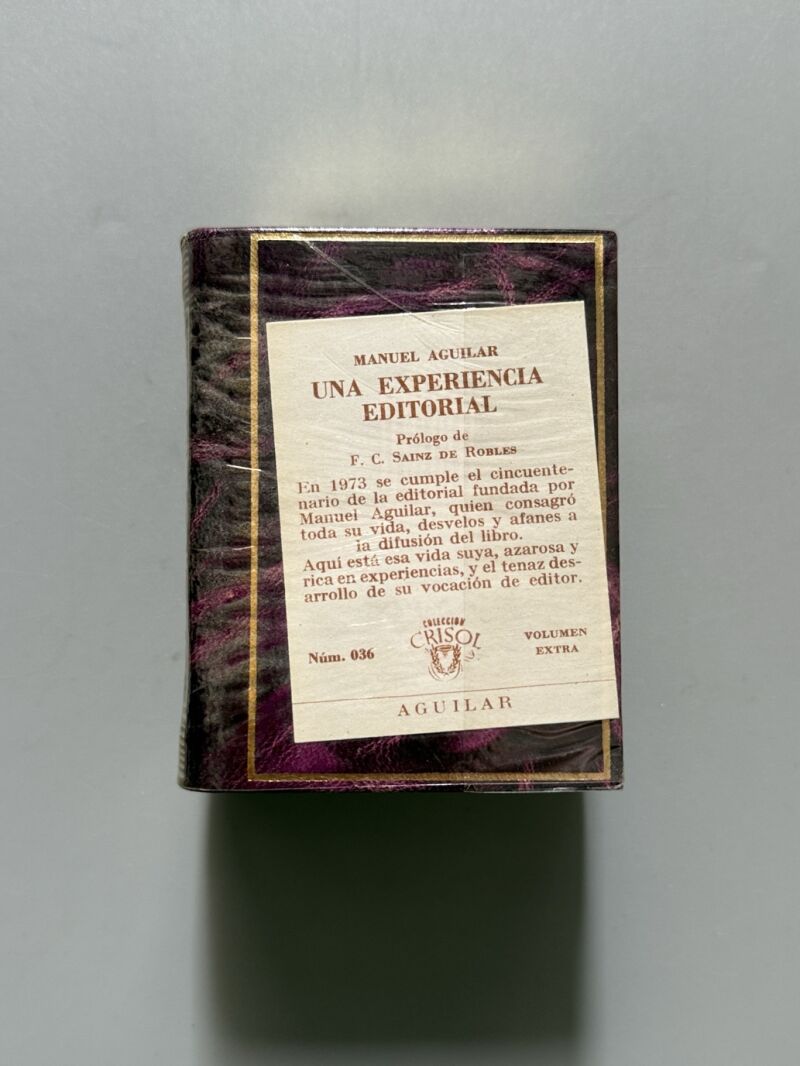 MANUEL AGUILAR
UNA EXPERIENCIA
EDITORIAL
Prólogo de
F. C. SAINZ DE ROBLES
En 1973 se cumple el cincuente-
nario de la editorial fundada por
Manuel Aguilar, quien consagró
toda su vida, desvelos y afanes a
la difusión del libro.
Aquí está esa vida suya, azarosa y
rica en experiencias, y el tenaz des-
arrollo de su vocación de editor.
Núm. 036
COLECCIÓN
CRISOL
VOLUMEN
EXTRA
AGUILAR